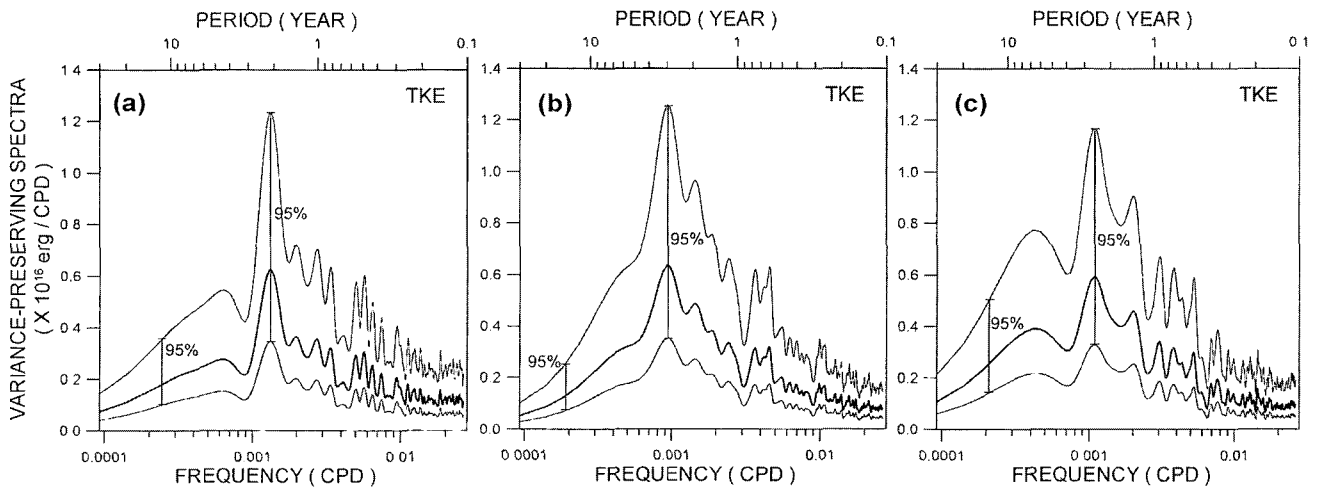 PERIOD ( YEAR )
10 1 0.1
(a) TKE
1.4
1 2
1 0
0 8
0 6
0 4
0 2
0 0
95%
95%
0 0001 0 001 0 01
FREQUENCY ( CPD )
VARIANCE-PRESERVING SPECTRA
( X 10¹⁶ erg / CPD )
PERIOD ( YEAR )
10 1 0 1
(b) TKE
1.4
1.2
1.0
0.8
0.6
0.4
0.2
0.0
95%
95%
0 0001 0.001 0.01
FREQUENCY ( CPD )
PERIOD ( YEAR )
10 1 0 1
(c) TKE
1.4
1.2
1.0
0.8
0.6
0.4
0.2
0.0
95%
95%
0.0001 0 001 0.01
FREQUENCY ( CPD )